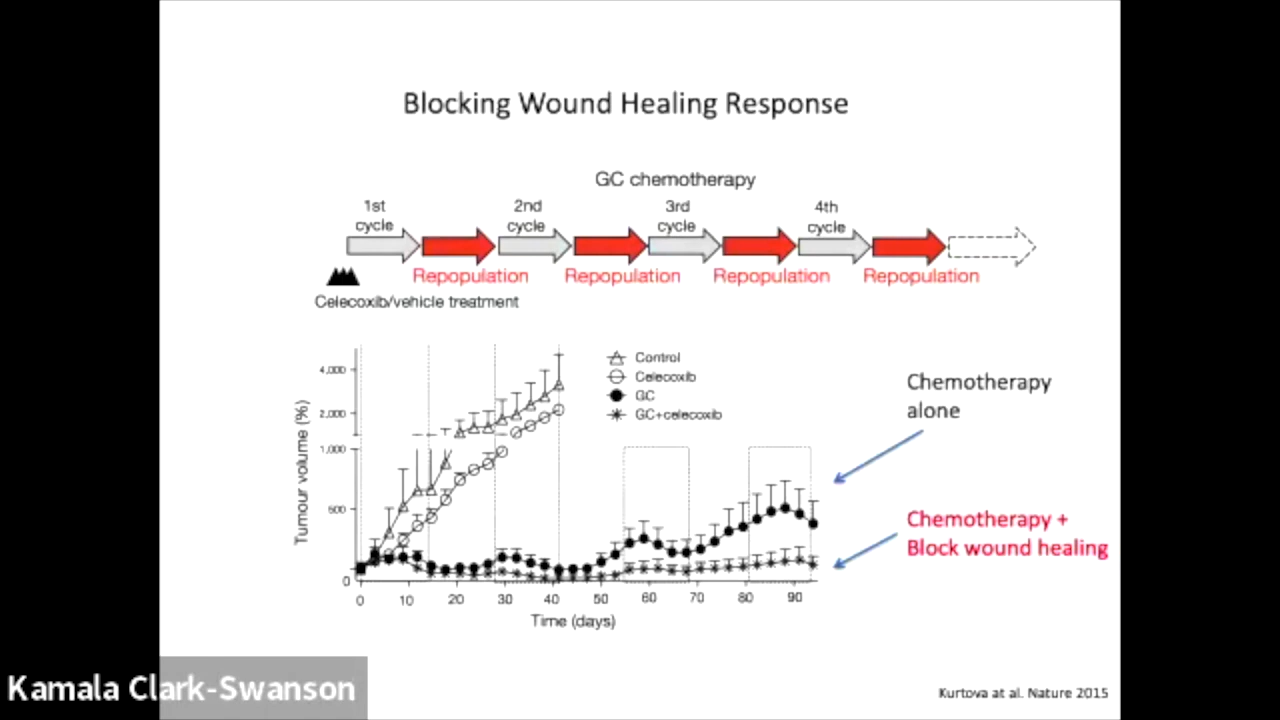 Blocking Wound Healing Response
GC chemotherapy
1st
cycle
2nd
cycle
3rd
cycle
4th
cycle
Repopulation
Repopulation
Repopulation
Repopulation
Celecoxib/vehicle treatment
Control
Celecoxib
GC
GC+celecoxib
Tumour volume (%)
4,000
2,000
1,000
500
0
0 10 20 30 40 50 60 70 80 90
Time (days)
Chemotherapy
alone
Chemotherapy +
Block wound healing
Kamala Clark-Swanson
Kurtova at al. Nature 2015